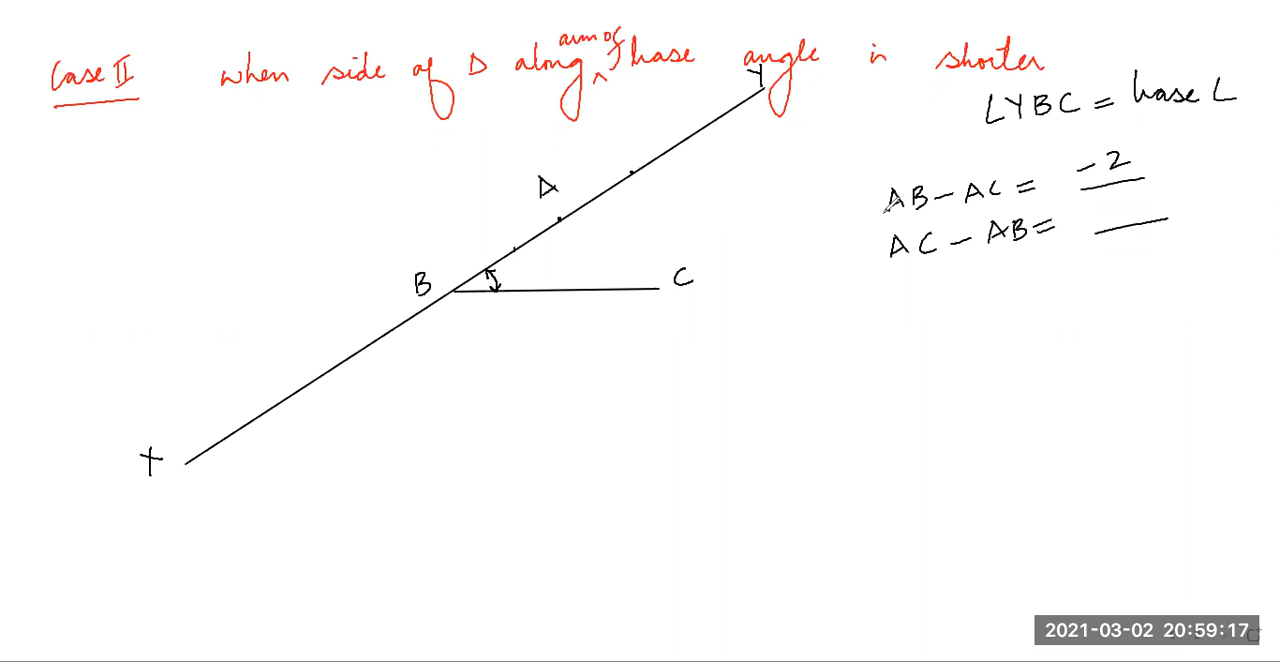 Case II when side of Δ along arm of base angle is shorter
Y
∠YBC = base ∠
AB - AC = -2
AC - AB =
A
B
C
X
2021-03-02 20:59:17